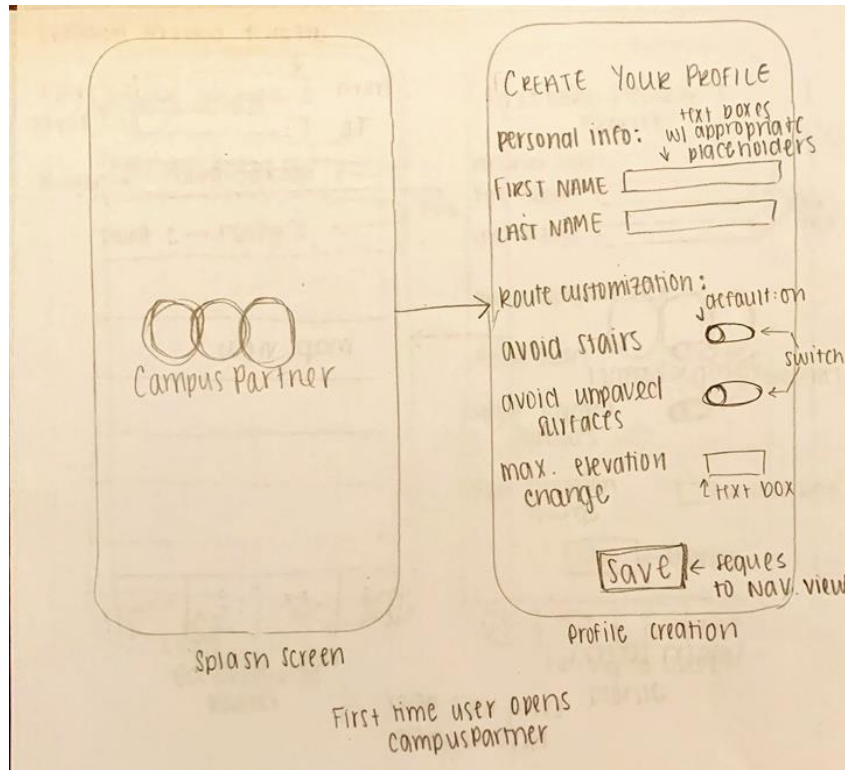 Campus Partner
Splash screen
CREATE YOUR PROFILE
personal info:
text boxes
w/ appropriate
placeholders
FIRST NAME
LAST NAME
Route customization:
default: on
avoid stairs
switch
avoid unpaved
surfaces
max. elevation
change
text box
save
segues
to Nav. view
Profile creation
First time user opens
CampusPartner